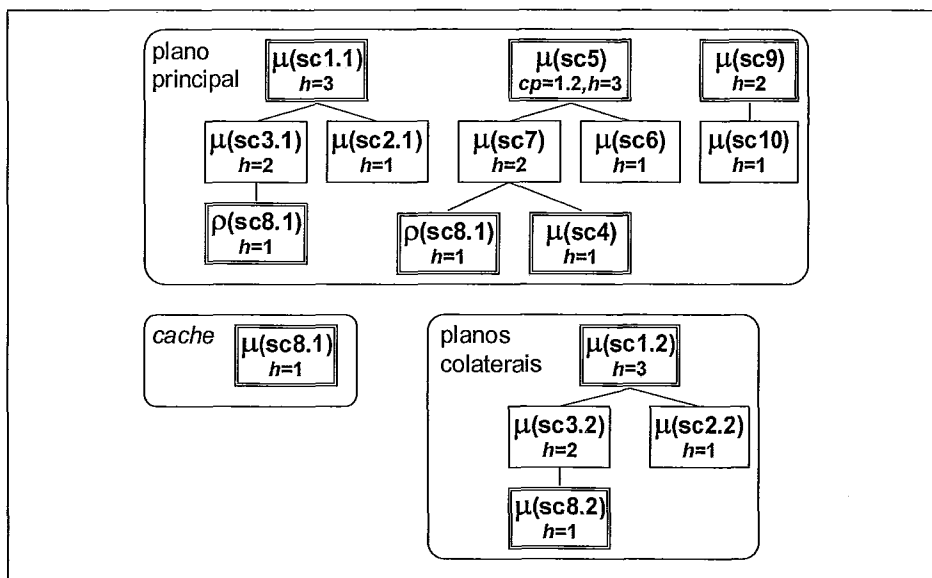 plano
principal
μ(sc1.1)
h=3
μ(sc5)
cp=1.2,h=3
μ(sc9)
h=2
μ(sc3.1)
h=2
μ(sc2.1)
h=1
μ(sc7)
h=2
μ(sc6)
h=1
μ(sc10)
h=1
ρ(sc8.1)
h=1
ρ(sc8.1)
h=1
μ(sc4)
h=1
cache
μ(sc8.1)
h=1
planos
colaterais
μ(sc1.2)
h=3
μ(sc3.2)
h=2
μ(sc2.2)
h=1
μ(sc8.2)
h=1